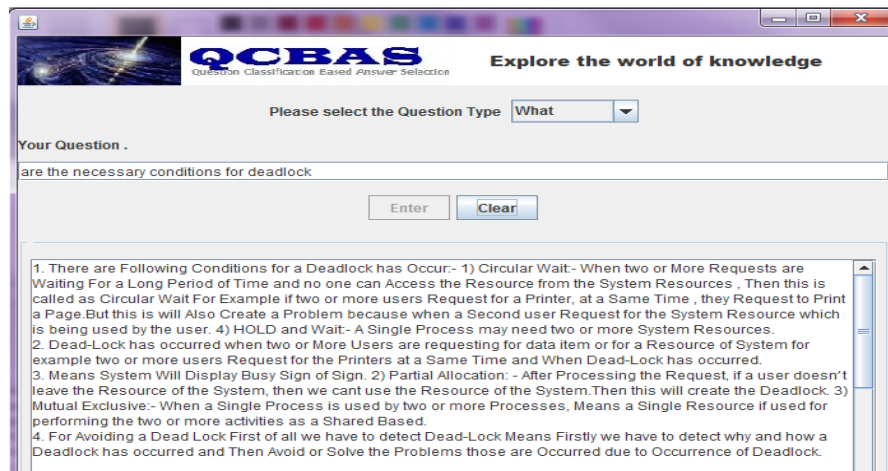 QCBAS
Question Classification Based Answer Selection
Explore the world of knowledge
Please select the Question Type What
Your Question .
are the necessary conditions for deadlock
Enter Clear
1. There are Following Conditions for a Deadlock has Occur:- 1) Circular Wait:- When two or More Requests are
Waiting For a Long Period of Time and no one can Access the Resource from the System Resources , Then this is
called as Circular Wait For Example if two or more users Request for a Printer, at a Same Time , they Request to Print
a Page.But this is will Also Create a Problem because when a Second user Request for the System Resource which
is being used by the user. 4) HOLD and Wait:- A Single Process may need two or more System Resources.
2. Dead-Lock has occurred when two or More Users are requesting for data item or for a Resource of System for
example two or more users Request for the Printers at a Same Time and When Dead-Lock has occurred.
3. Means System Will Display Busy Sign of Sign. 2) Partial Allocation: - After Processing the Request, if a user doesn't
leave the Resource of the System, then we cant use the Resource of the System.Then this will create the Deadlock. 3)
Mutual Exclusive:- When a Single Process is used by two or more Processes, Means a Single Resource if used for
performing the two or more activities as a Shared Based.
4. For Avoiding a Dead Lock First of all we have to detect Dead-Lock Means Firstly we have to detect why and how a
Deadlock has occurred and Then Avoid or Solve the Problems those are Occurred due to Occurrence of Deadlock.